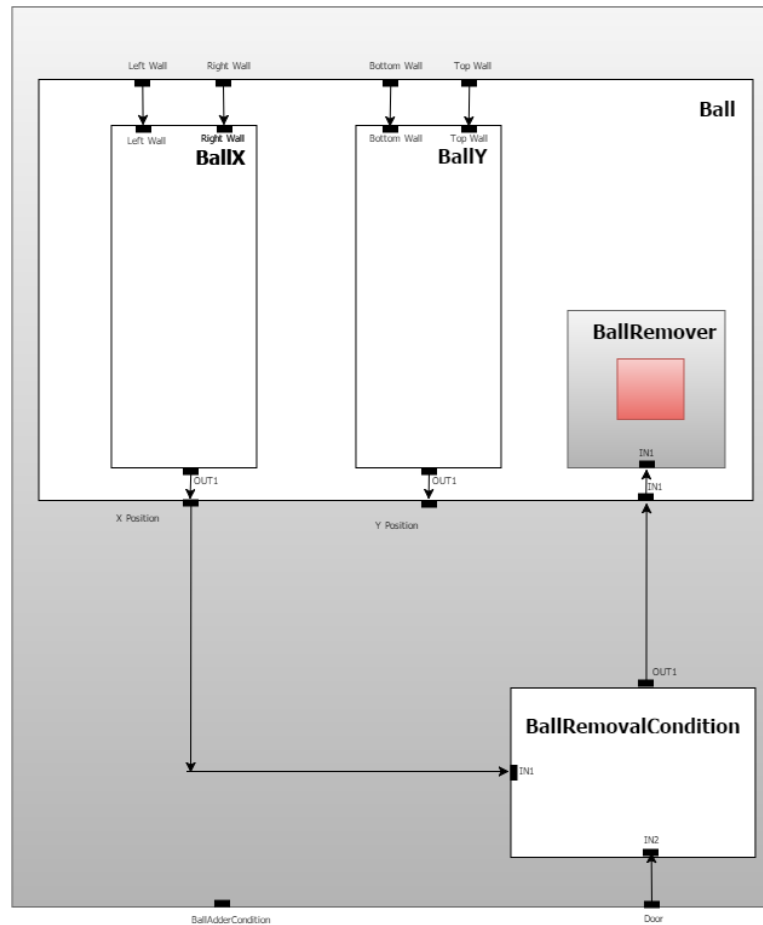 Left Wall Right Wall Bottom Wall Top Wall
Ball
Left Wall Right Wall Bottom Wall Top Wall
BallX BallY
BallRemover
IN1
OUT1 OUT1 IN1
X Position Y Position
OUT1
BallRemovalCondition
IN1
IN2
BallAdderCondition Door